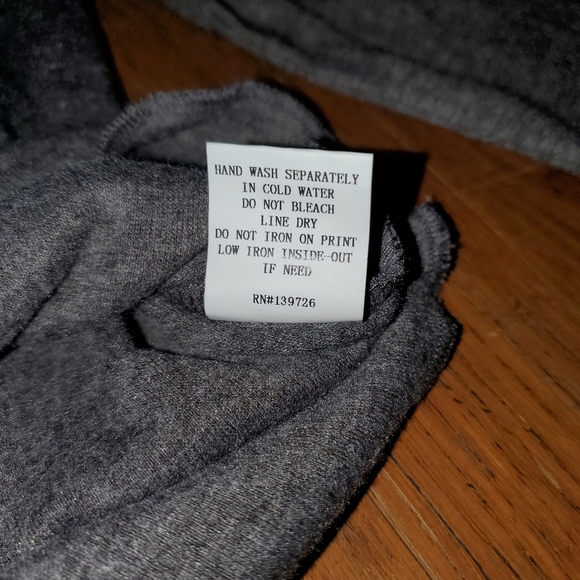 HAND WASH SEPARATELY
IN COLD WATER
DO NOT BLEACH
LINE DRY
DO NOT IRON ON PRINT
LOW IRON INSIDE-OUT
IF NEED
RN#139726